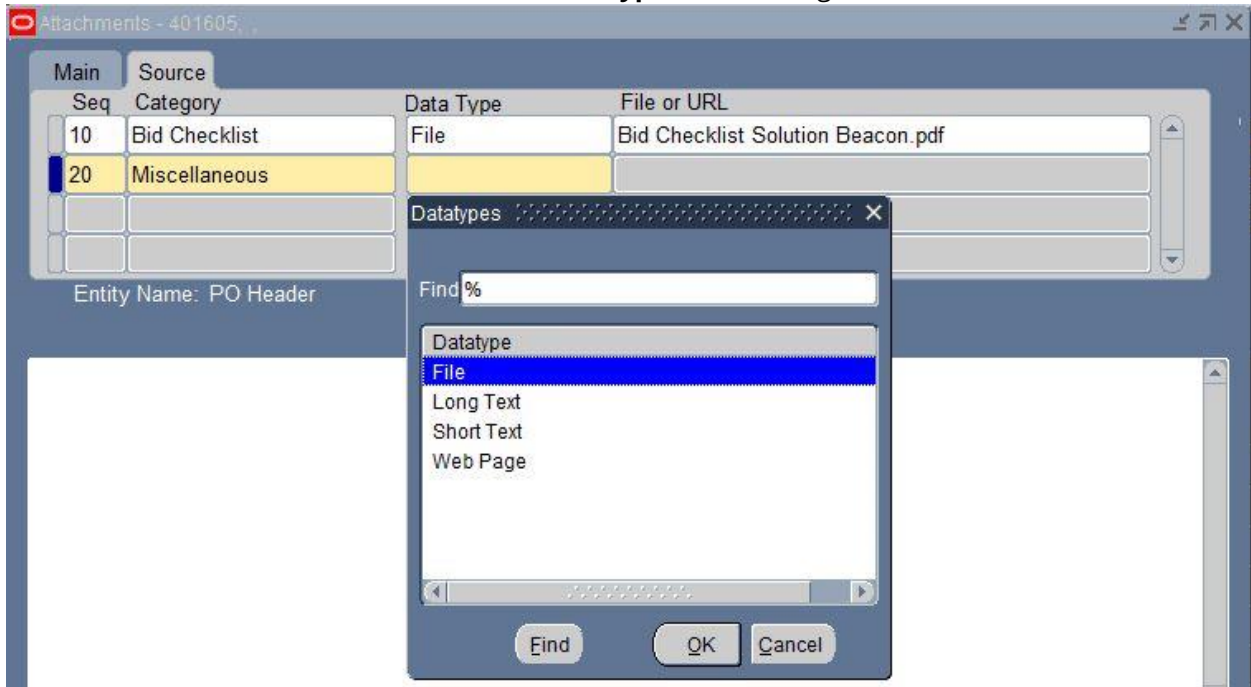 ype
Attachments - 401605, ,
Main Source
Seq Category Data Type File or URL
10 Bid Checklist File Bid Checklist Solution Beacon.pdf
20 Miscellaneous
Datatypes
Find %
Entity Name: PO Header
Datatype
File
Long Text
Short Text
Web Page
Find OK Cancel